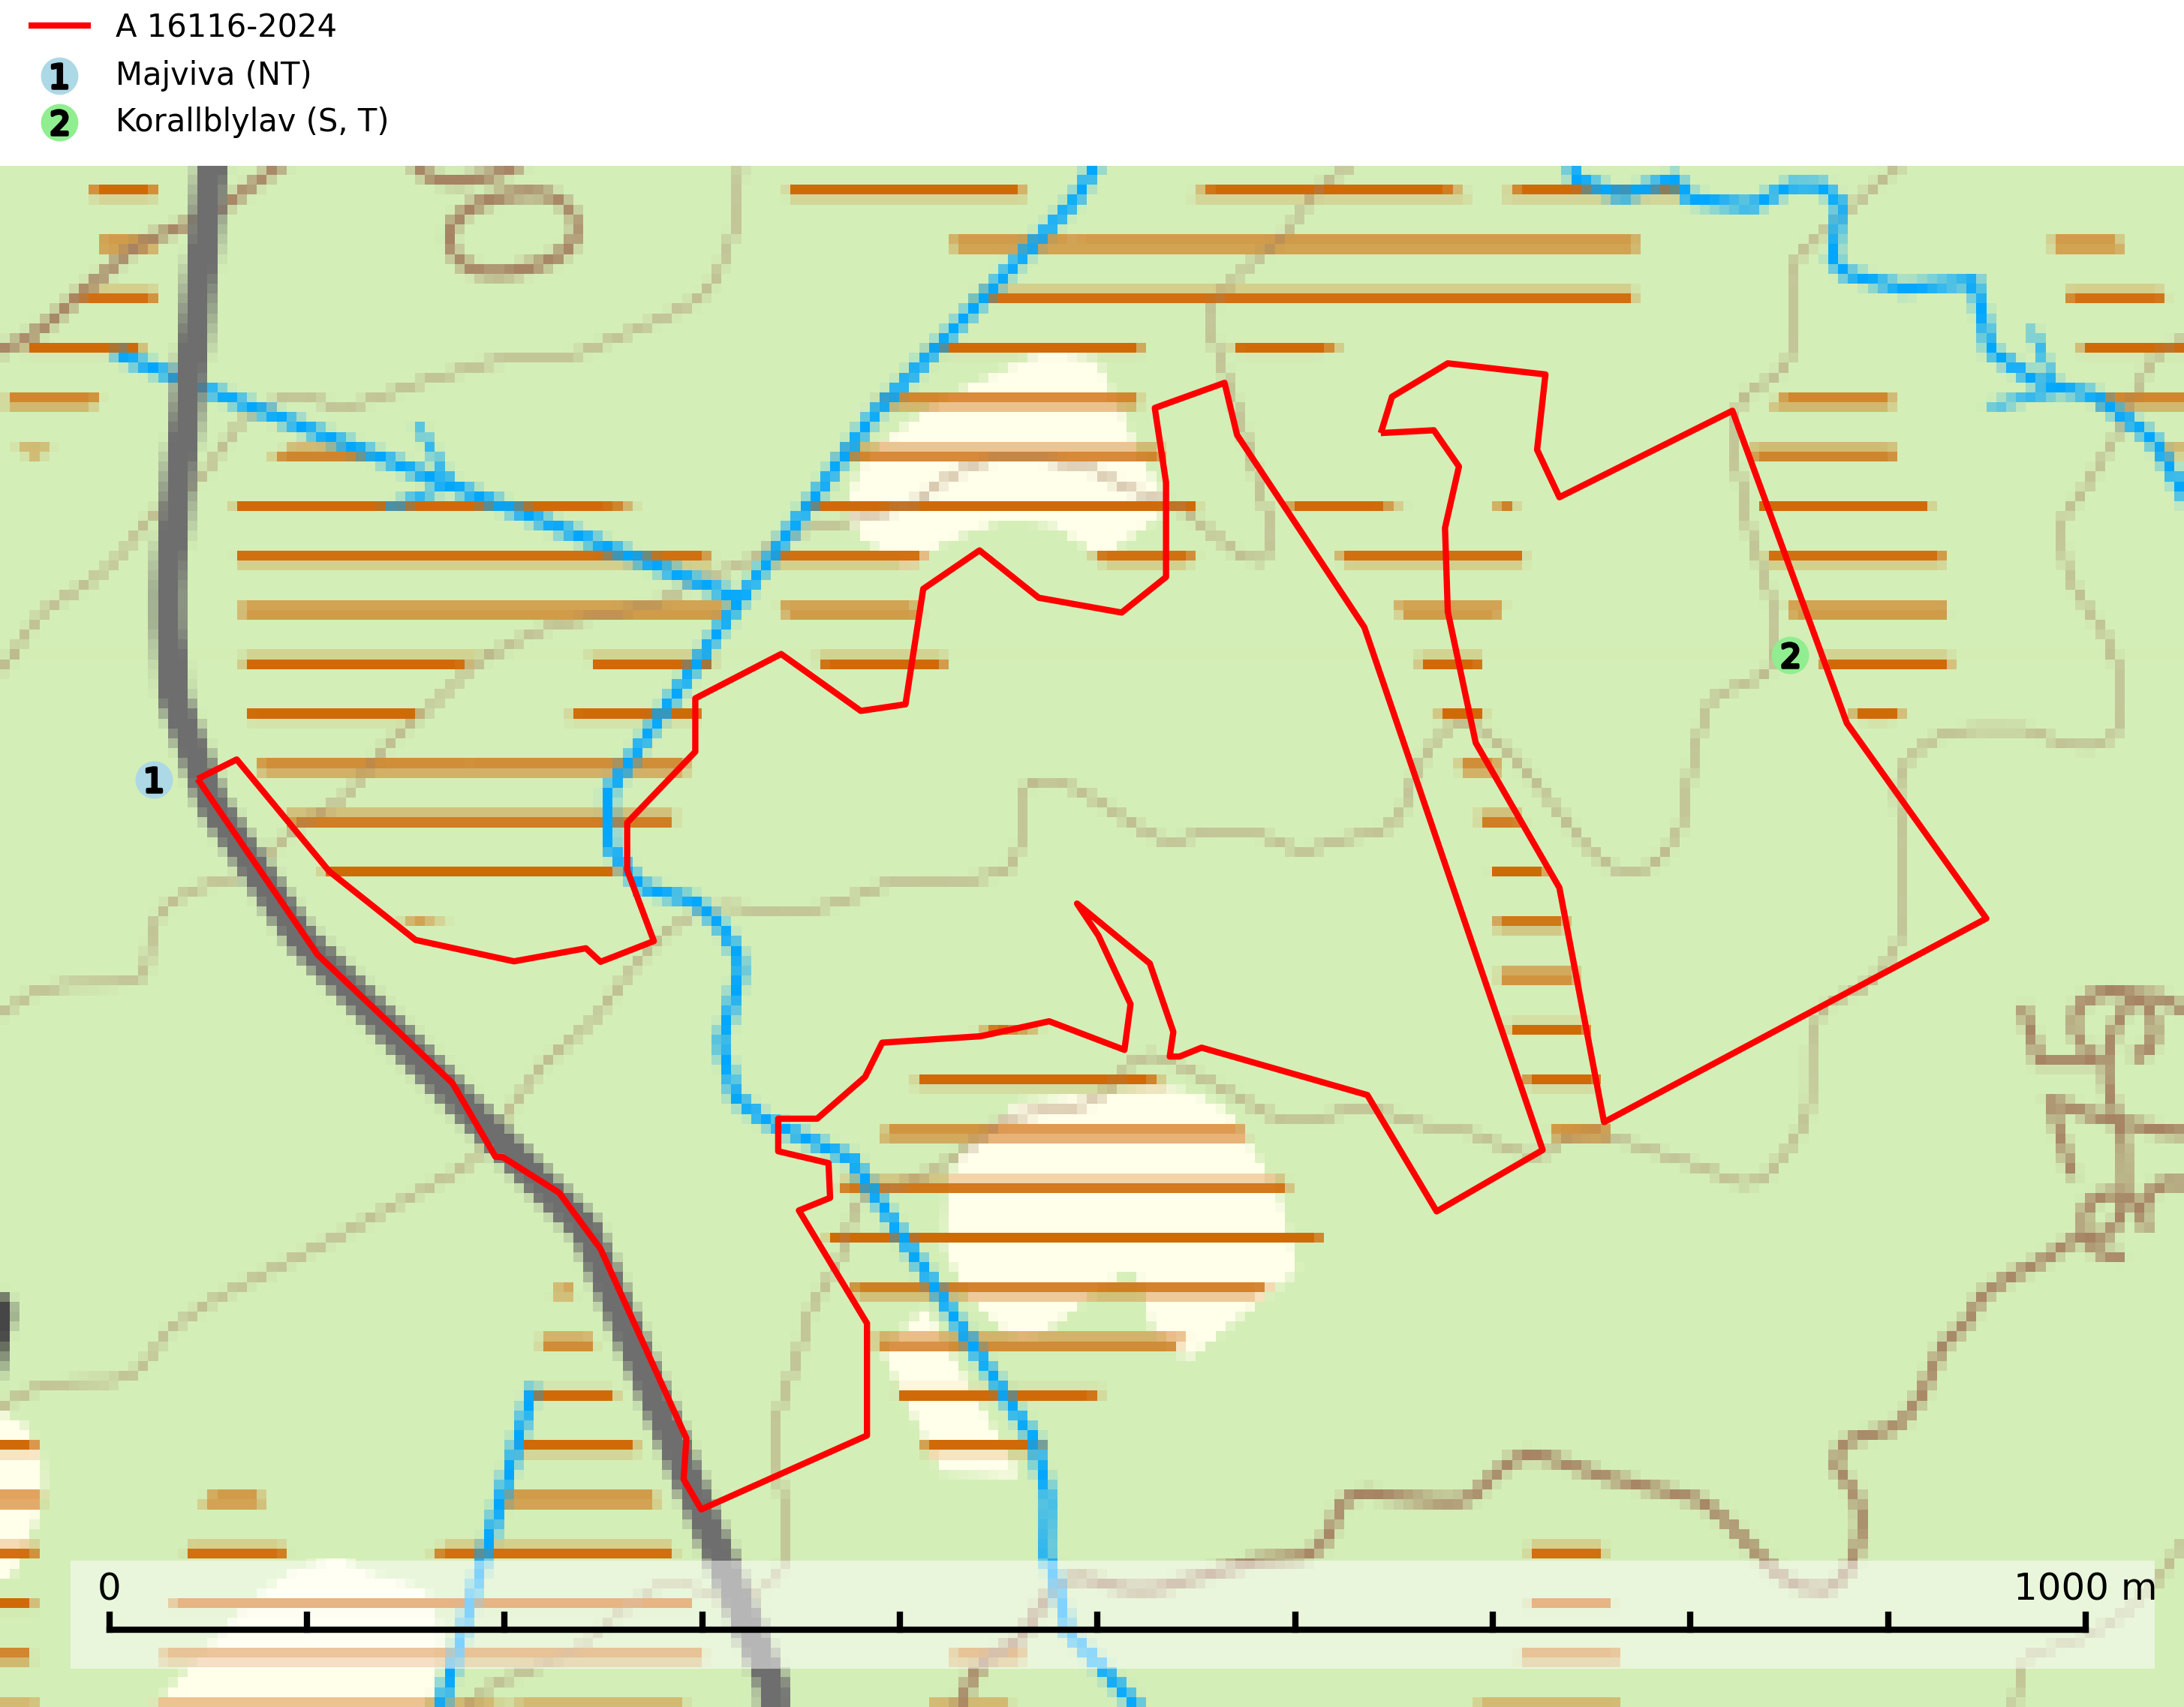 A 16116-2024
1 Majviva (NT)
2 Korallblylav (S, T)
2
1
0 1000 m